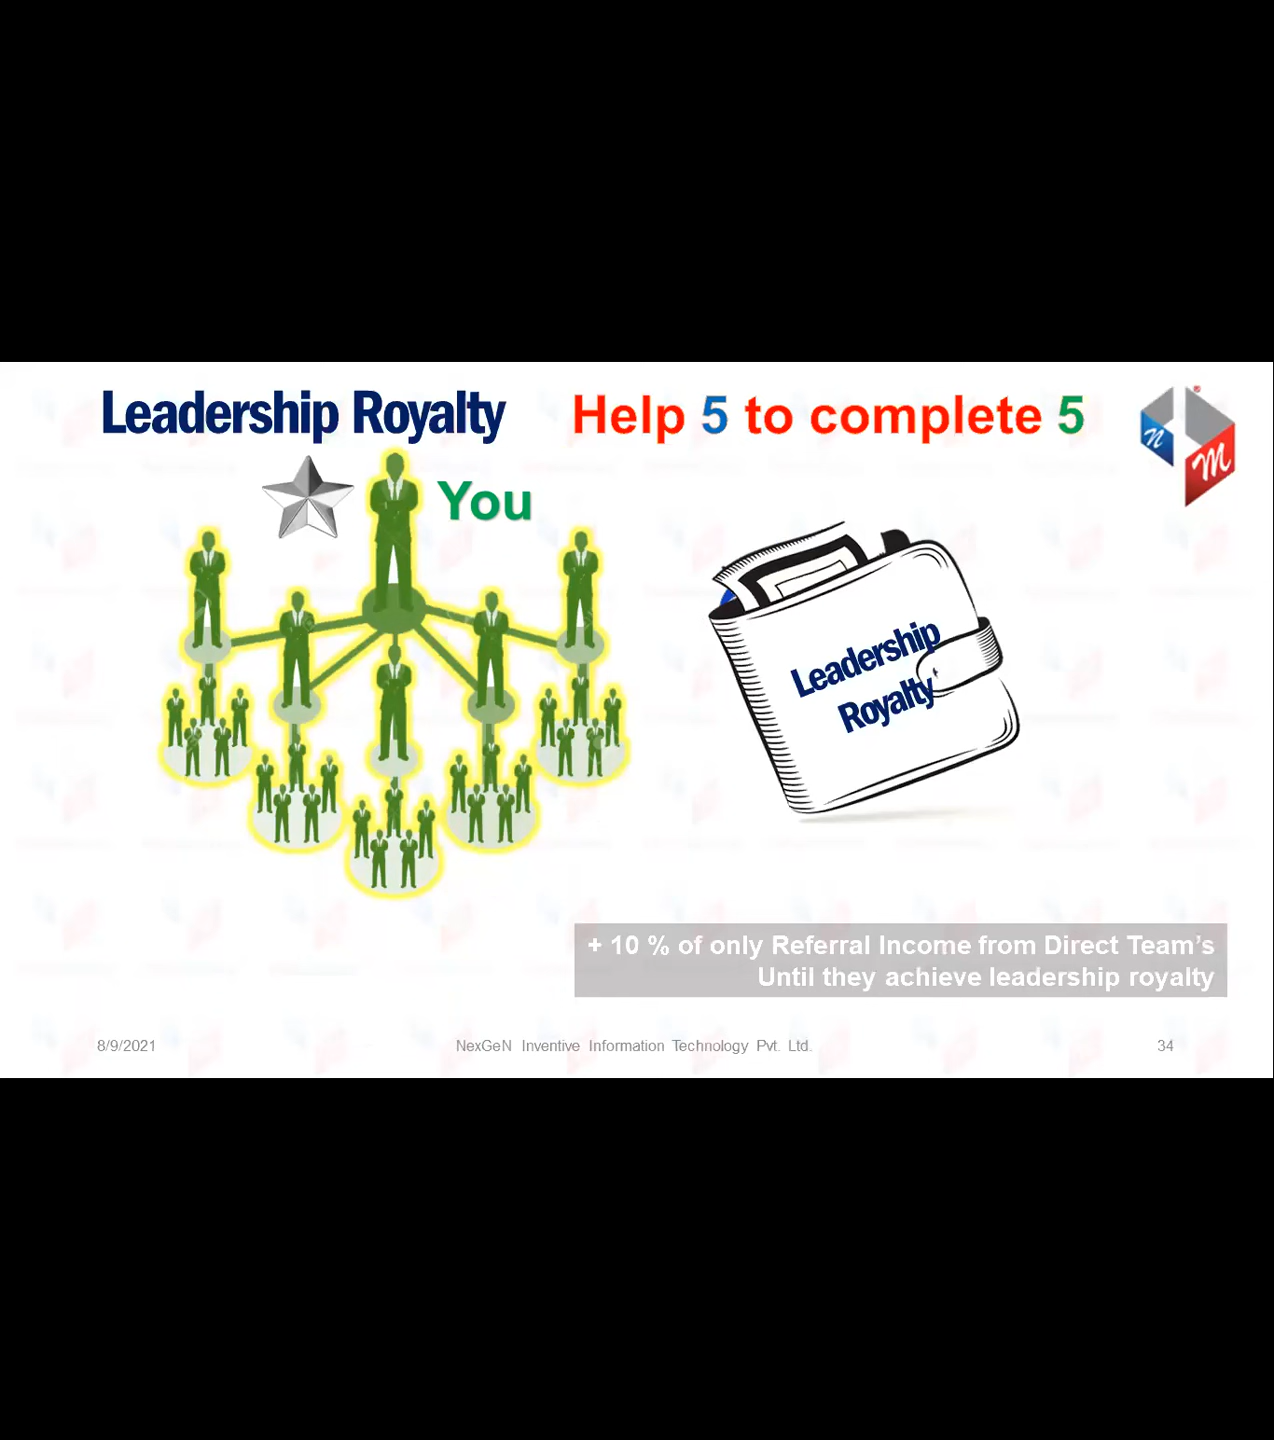 Leadership Royalty
Help 5 to complete 5
n
M
®
You
Leadership
Royalty
+ 10 % of only Referral Income from Direct Team's
Until they achieve leadership royalty
8/9/2021
NexGeN Inventive Information Technology Pvt. Ltd.
34